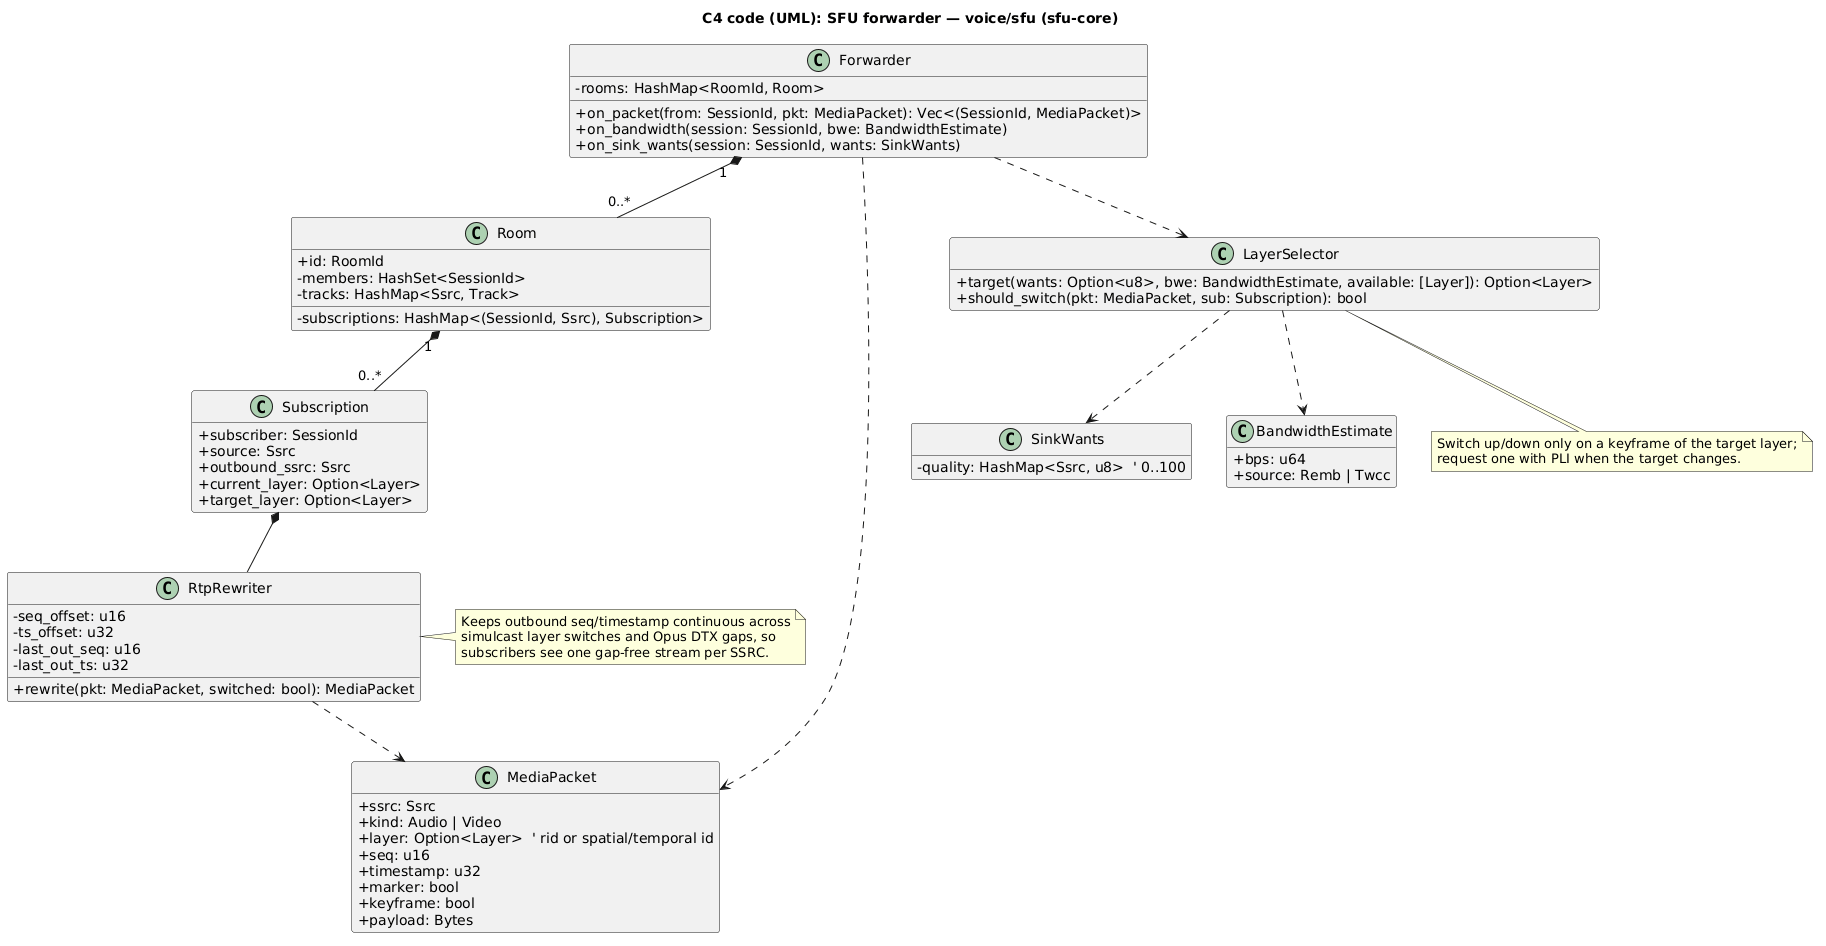 C4 code (UML): SFU forwarder — voice/sfu (sfu-core)
C Forwarder
-rooms: HashMap<RoomId, Room>
+on_packet(from: SessionId, pkt: MediaPacket): Vec<(SessionId, MediaPacket)>
+on_bandwidth(session: SessionId, bwe: BandwidthEstimate)
+on_sink_wants(session: SessionId, wants: SinkWants)
1
0..*
C Room
+id: RoomId
-members: HashSet<SessionId>
-tracks: HashMap<Ssrc, Track>
-subscriptions: HashMap<(SessionId, Ssrc), Subscription>
C LayerSelector
+target(wants: Option<u8>, bwe: BandwidthEstimate, available: [Layer]): Option<Layer>
+should_switch(pkt: MediaPacket, sub: Subscription): bool
1
0..*
C Subscription
+subscriber: SessionId
+source: Ssrc
+outbound_ssrc: Ssrc
+current_layer: Option<Layer>
+target_layer: Option<Layer>
C SinkWants
-quality: HashMap<Ssrc, u8>  ' 0..100
C BandwidthEstimate
+bps: u64
+source: Remb | Twcc
Switch up/down only on a keyframe of the target layer;
request one with PLI when the target changes.
C RtpRewriter
-seq_offset: u16
-ts_offset: u32
-last_out_seq: u16
-last_out_ts: u32
+rewrite(pkt: MediaPacket, switched: bool): MediaPacket
Keeps outbound seq/timestamp continuous across
simulcast layer switches and Opus DTX gaps, so
subscribers see one gap-free stream per SSRC.
C MediaPacket
+ssrc: Ssrc
+kind: Audio | Video
+layer: Option<Layer>  ' rid or spatial/temporal id
+seq: u16
+timestamp: u32
+marker: bool
+keyframe: bool
+payload: Bytes